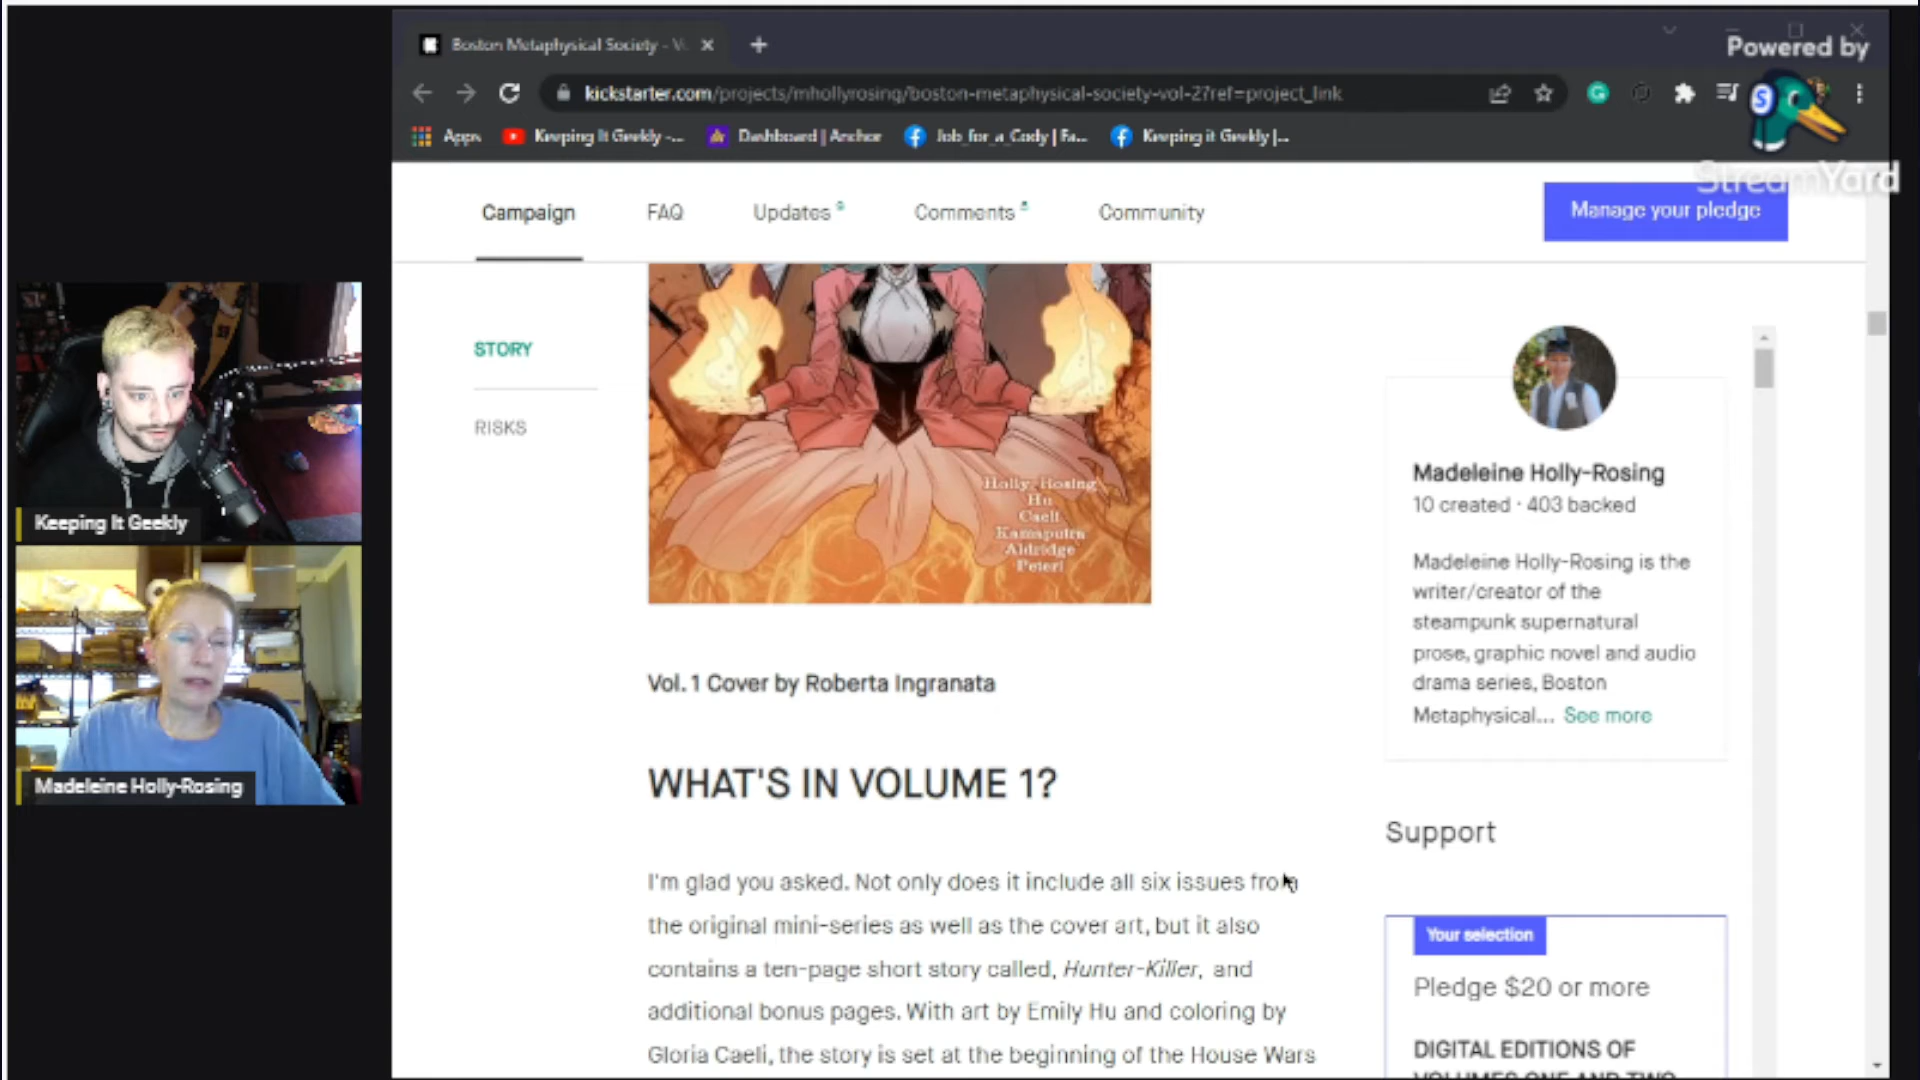 Boston Metaphysical Society - V
Powered by
kickstarter.com/projects/mhollyrosing/boston-metaphysical-society-vol-2?ref=project_link
Apps
Keeping It Geekly -...
Dashboard | Anchor
Job_for_a_Cody | Fa...
Keeping it Geekly |...
StreamYard
Campaign
FAQ
Updates 9
Comments 5
Community
Manage your pledge
STORY
RISKS
Holly-Rosing
Hu
Caeli
Kamaputra
Aldridge
Peteri
Madeleine Holly-Rosing
10 created · 403 backed
Madeleine Holly-Rosing is the
writer/creator of the
steampunk supernatural
prose, graphic novel and audio
drama series, Boston
Metaphysical... See more
Keeping It Geekly
Madeleine Holly-Rosing
Vol. 1 Cover by Roberta Ingranata
WHAT'S IN VOLUME 1?
I'm glad you asked. Not only does it include all six issues from
the original mini-series as well as the cover art, but it also
contains a ten-page short story called, Hunter-Killer, and
additional bonus pages. With art by Emily Hu and coloring by
Gloria Caeli, the story is set at the beginning of the House Wars
Support
Your selection
Pledge $20 or more
DIGITAL EDITIONS OF
VOLUMES ONE AND TWO